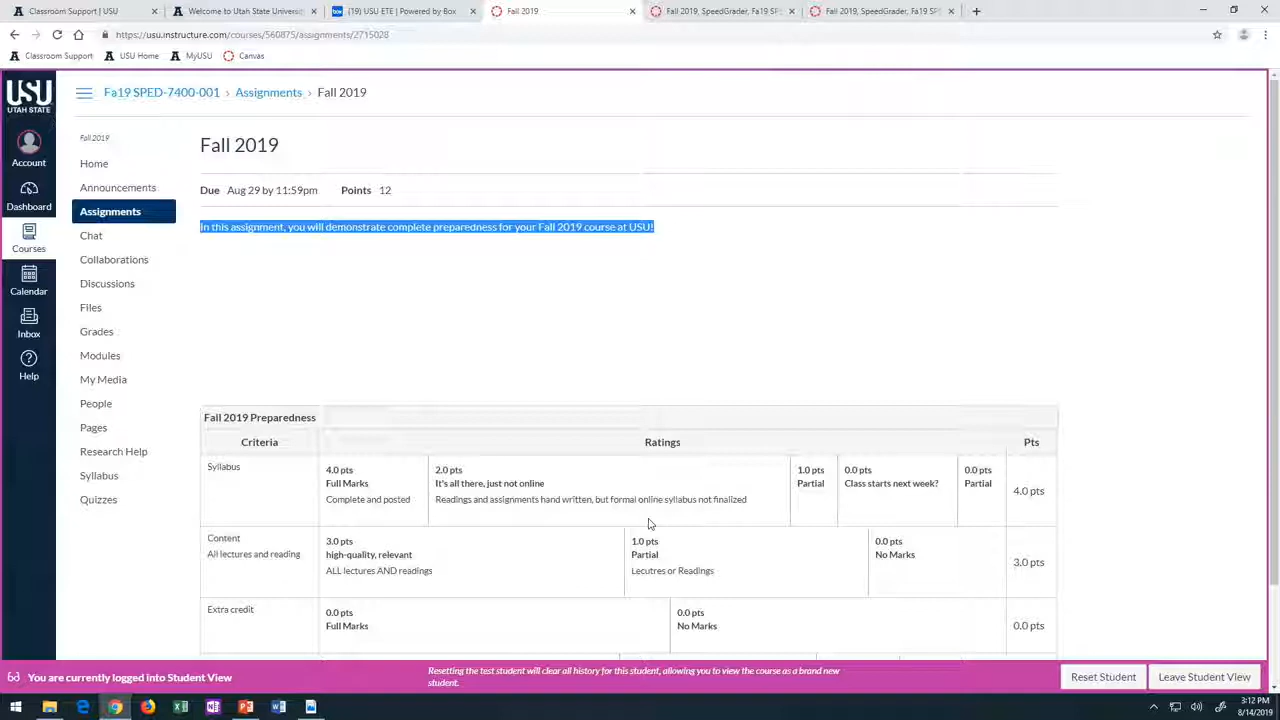 Classroom Support
Welcome to Utah State Universi
(19) USU ETE | Powered by Box
Fall 2019
Fall 2019, SpeedGrader, Fa19 SP
Fall 2019, SpeedGrader, Fa19 SP
https://usu.instructure.com/courses/560875/assignments/2715028
Classroom Support
USU Home
MyUSU
Canvas
USU
UTAH STATE
Account
Dashboard
Courses
Calendar
Inbox
Help
Fa19 SPED-7400-001 › Assignments › Fall 2019
Fall 2019
Home
Announcements
Assignments
Chat
Collaborations
Discussions
Files
Grades
Modules
My Media
People
Pages
Research Help
Syllabus
Quizzes
Fall 2019
Due Aug 29 by 11:59pm Points 12
In this assignment, you will demonstrate complete preparedness for your Fall 2019 course at USU!
Fall 2019 Preparedness
Criteria
Ratings
Pts
Syllabus
4.0 pts
Full Marks
Complete and posted
2.0 pts
It's all there, just not online
Readings and assignments hand written, but formal online syllabus not finalized
1.0 pts
Partial
0.0 pts
Class starts next week?
0.0 pts
Partial
4.0 pts
Content
All lectures and reading
3.0 pts
high-quality, relevant
ALL lectures AND readings
1.0 pts
Partial
Lecutres or Readings
0.0 pts
No Marks
3.0 pts
Extra credit
0.0 pts
Full Marks
0.0 pts
No Marks
0.0 pts
You are currently logged into Student View
Resetting the test student will clear all history for this student, allowing you to view the course as a brand new
student.
Reset Student
Leave Student View
3:12 PM
8/14/2019